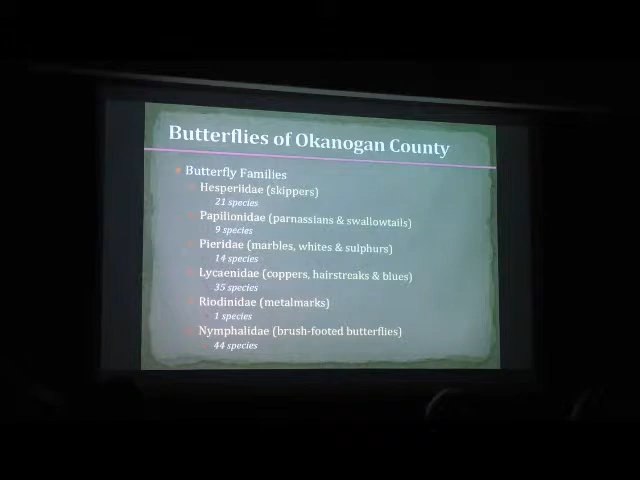 Butterflies of Okanogan County
Butterfly Families
Hesperiidae (skippers)
21 species
Papilionidae (parnassians & swallowtails)
9 species
Pieridae (marbles, whites & sulphurs)
14 species
Lycaenidae (coppers, hairstreaks & blues)
35 species
Riodinidae (metalmarks)
1 species
Nymphalidae (brush-footed butterflies)
44 species